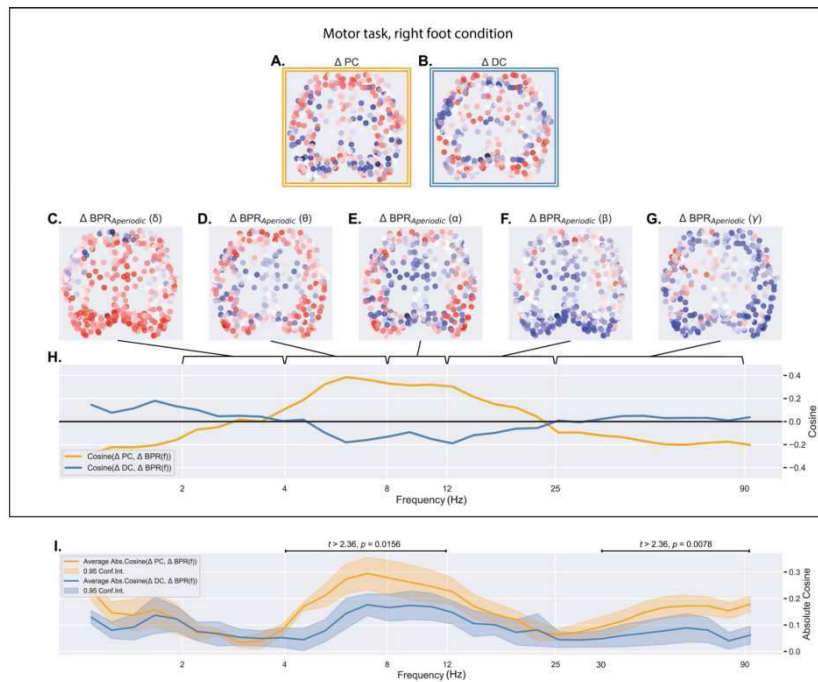 Motor task, right foot condition
A. Δ PC
B. Δ DC
C. Δ BPR_Aperiodic (δ)
D. Δ BPR_Aperiodic (θ)
E. Δ BPR_Aperiodic (α)
F. Δ BPR_Aperiodic (β)
G. Δ BPR_Aperiodic (γ)
H.
0.4
0.2
0.0
−0.2
−0.4
Cosine
Cosine(Δ PC, Δ BPR(f))
Cosine(Δ DC, Δ BPR(f))
2 4 8 12 25 90
Frequency (Hz)
I.
t > 2.36, p = 0.0156
t > 2.36, p = 0.0078
Average Abs.Cosine(Δ PC, Δ BPR(f))
0.95 Conf.Int.
Average Abs.Cosine(Δ DC, Δ BPR(f))
0.95 Conf.Int.
0.3
0.2
0.1
0.0
Absolute Cosine
2 4 8 12 25 30 90
Frequency (Hz)